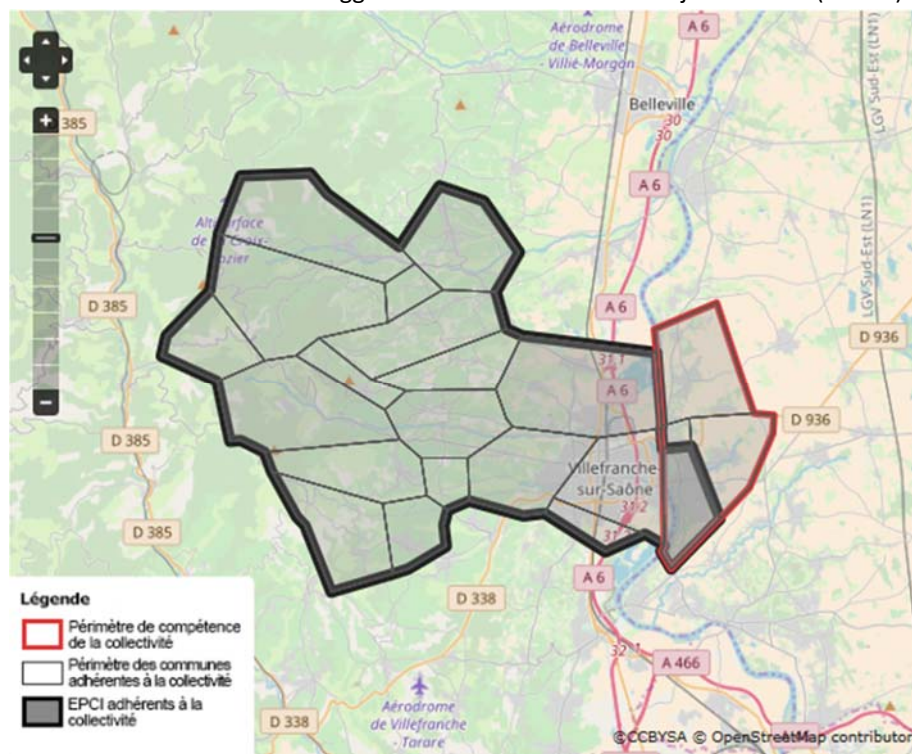 Aérodrome
de Belleville
- Villié-Morgon
A 6
Belleville
30
30
D 385
A 6
LGV Sud-Est (LN1)
LGV Sud-Est (LN1)
D 385
A 6
D 936
31.1
A 6
D 936
D 385
Villefranche-
sur-Saône
31.2
D 385
A 6
D 338
Légende
Périmètre de compétence
de la collectivité
Périmètre des communes
adhérentes à la collectivité
EPCI adhérents à la
collectivité
A 466
Aérodrome
de Villefranche
- Tarare
D 338
©CCBYSA © OpenStreetMap contributor